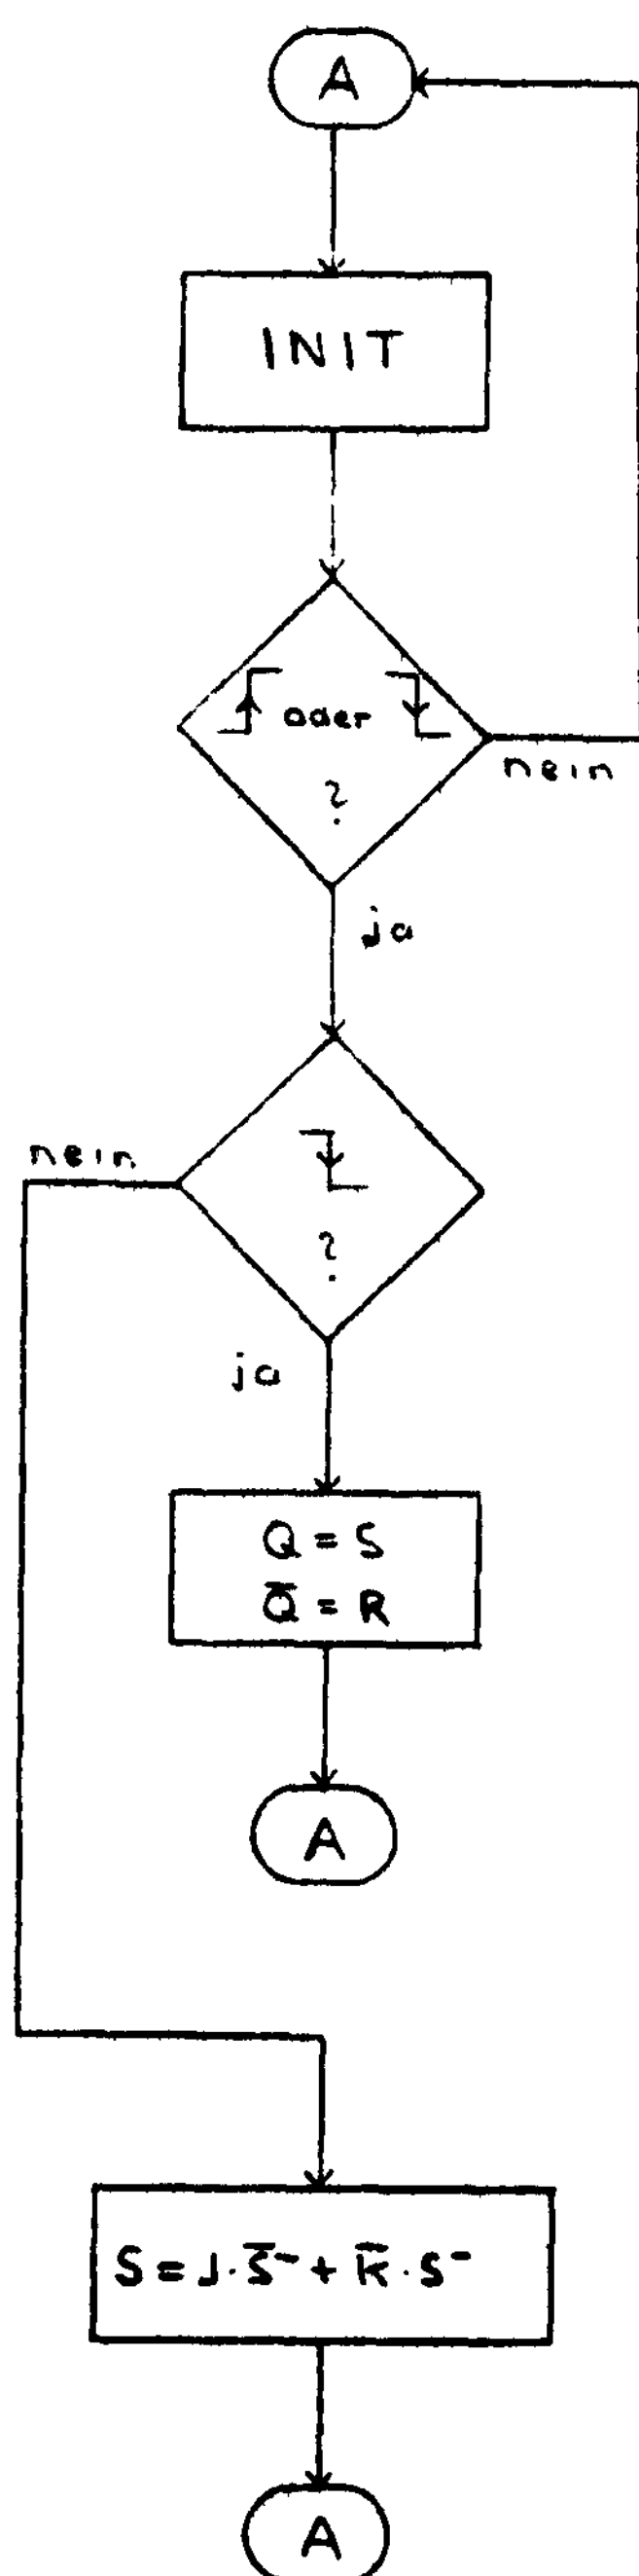 A
INIT
oder
?
nein
ja
nein
?
ja
Q = S
Q̅ = R
A
S = J · S̅⁻ + K̅ · S⁻
A